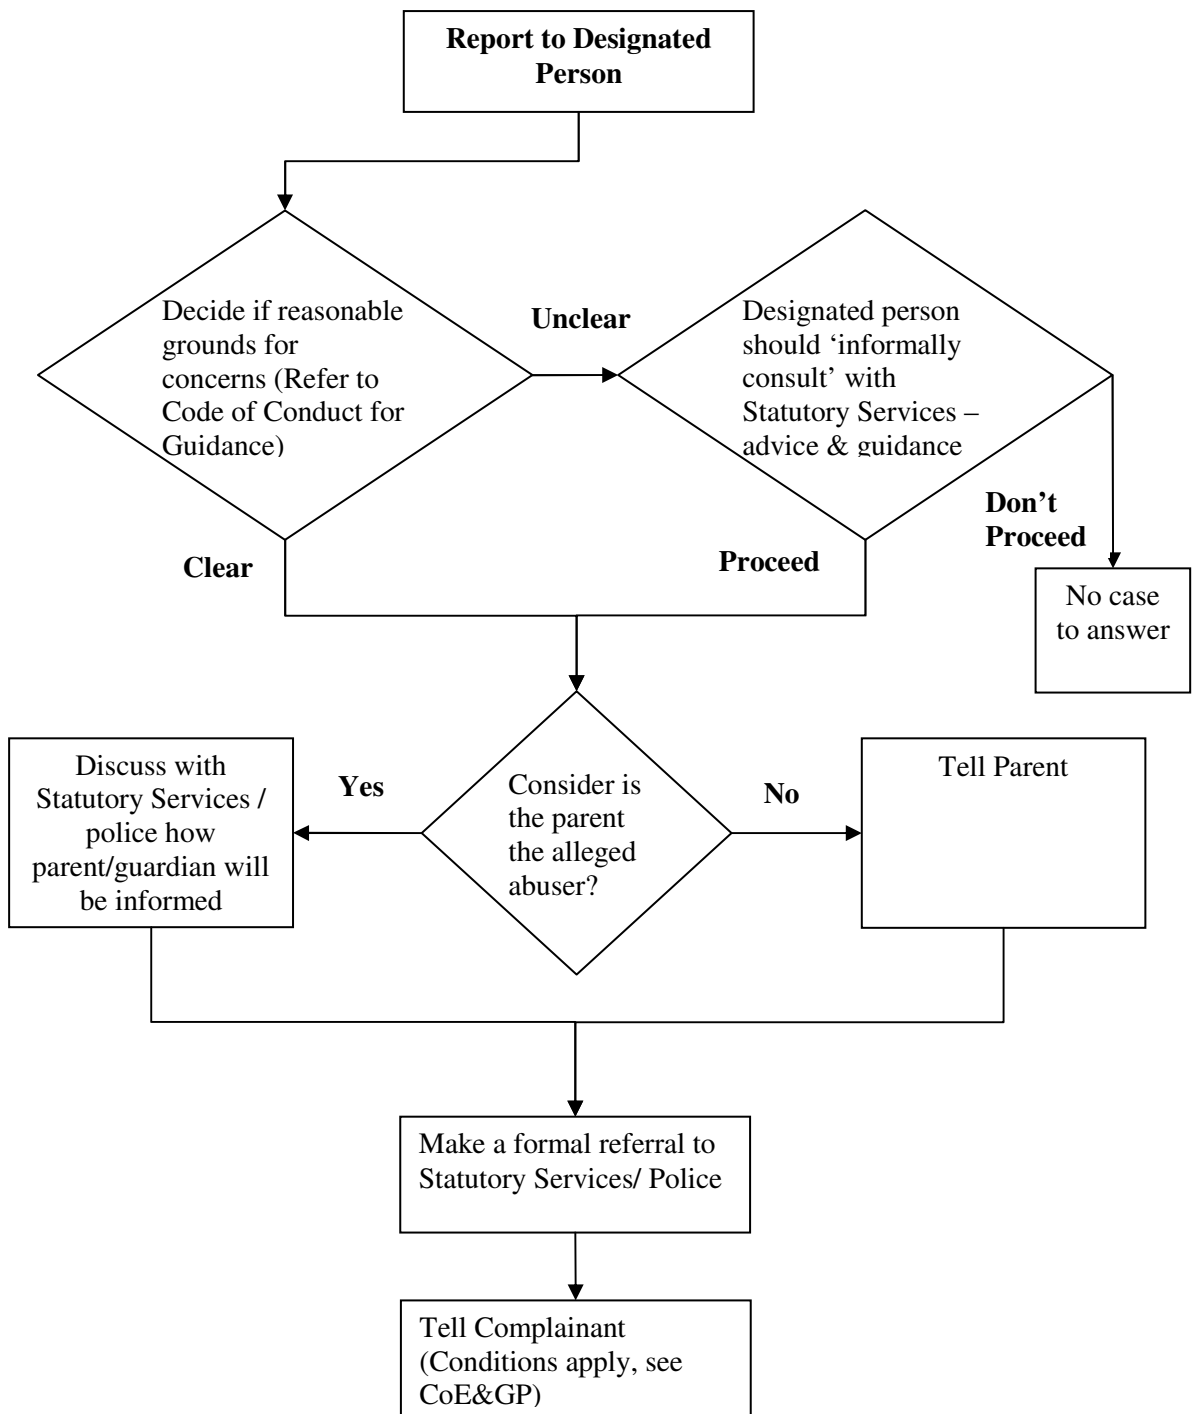 Report to Designated
Person
Decide if reasonable
grounds for
concerns (Refer to
Code of Conduct for
Guidance)
Unclear
Designated person
should ‘informally
consult’ with
Statutory Services –
advice & guidance
Don’t
Proceed
Clear
Proceed
No case
to answer
Discuss with
Statutory Services /
police how
parent/guardian will
be informed
Yes
Consider is
the parent
the alleged
abuser?
No
Tell Parent
Make a formal referral to
Statutory Services/ Police
Tell Complainant
(Conditions apply, see
CoE&GP)